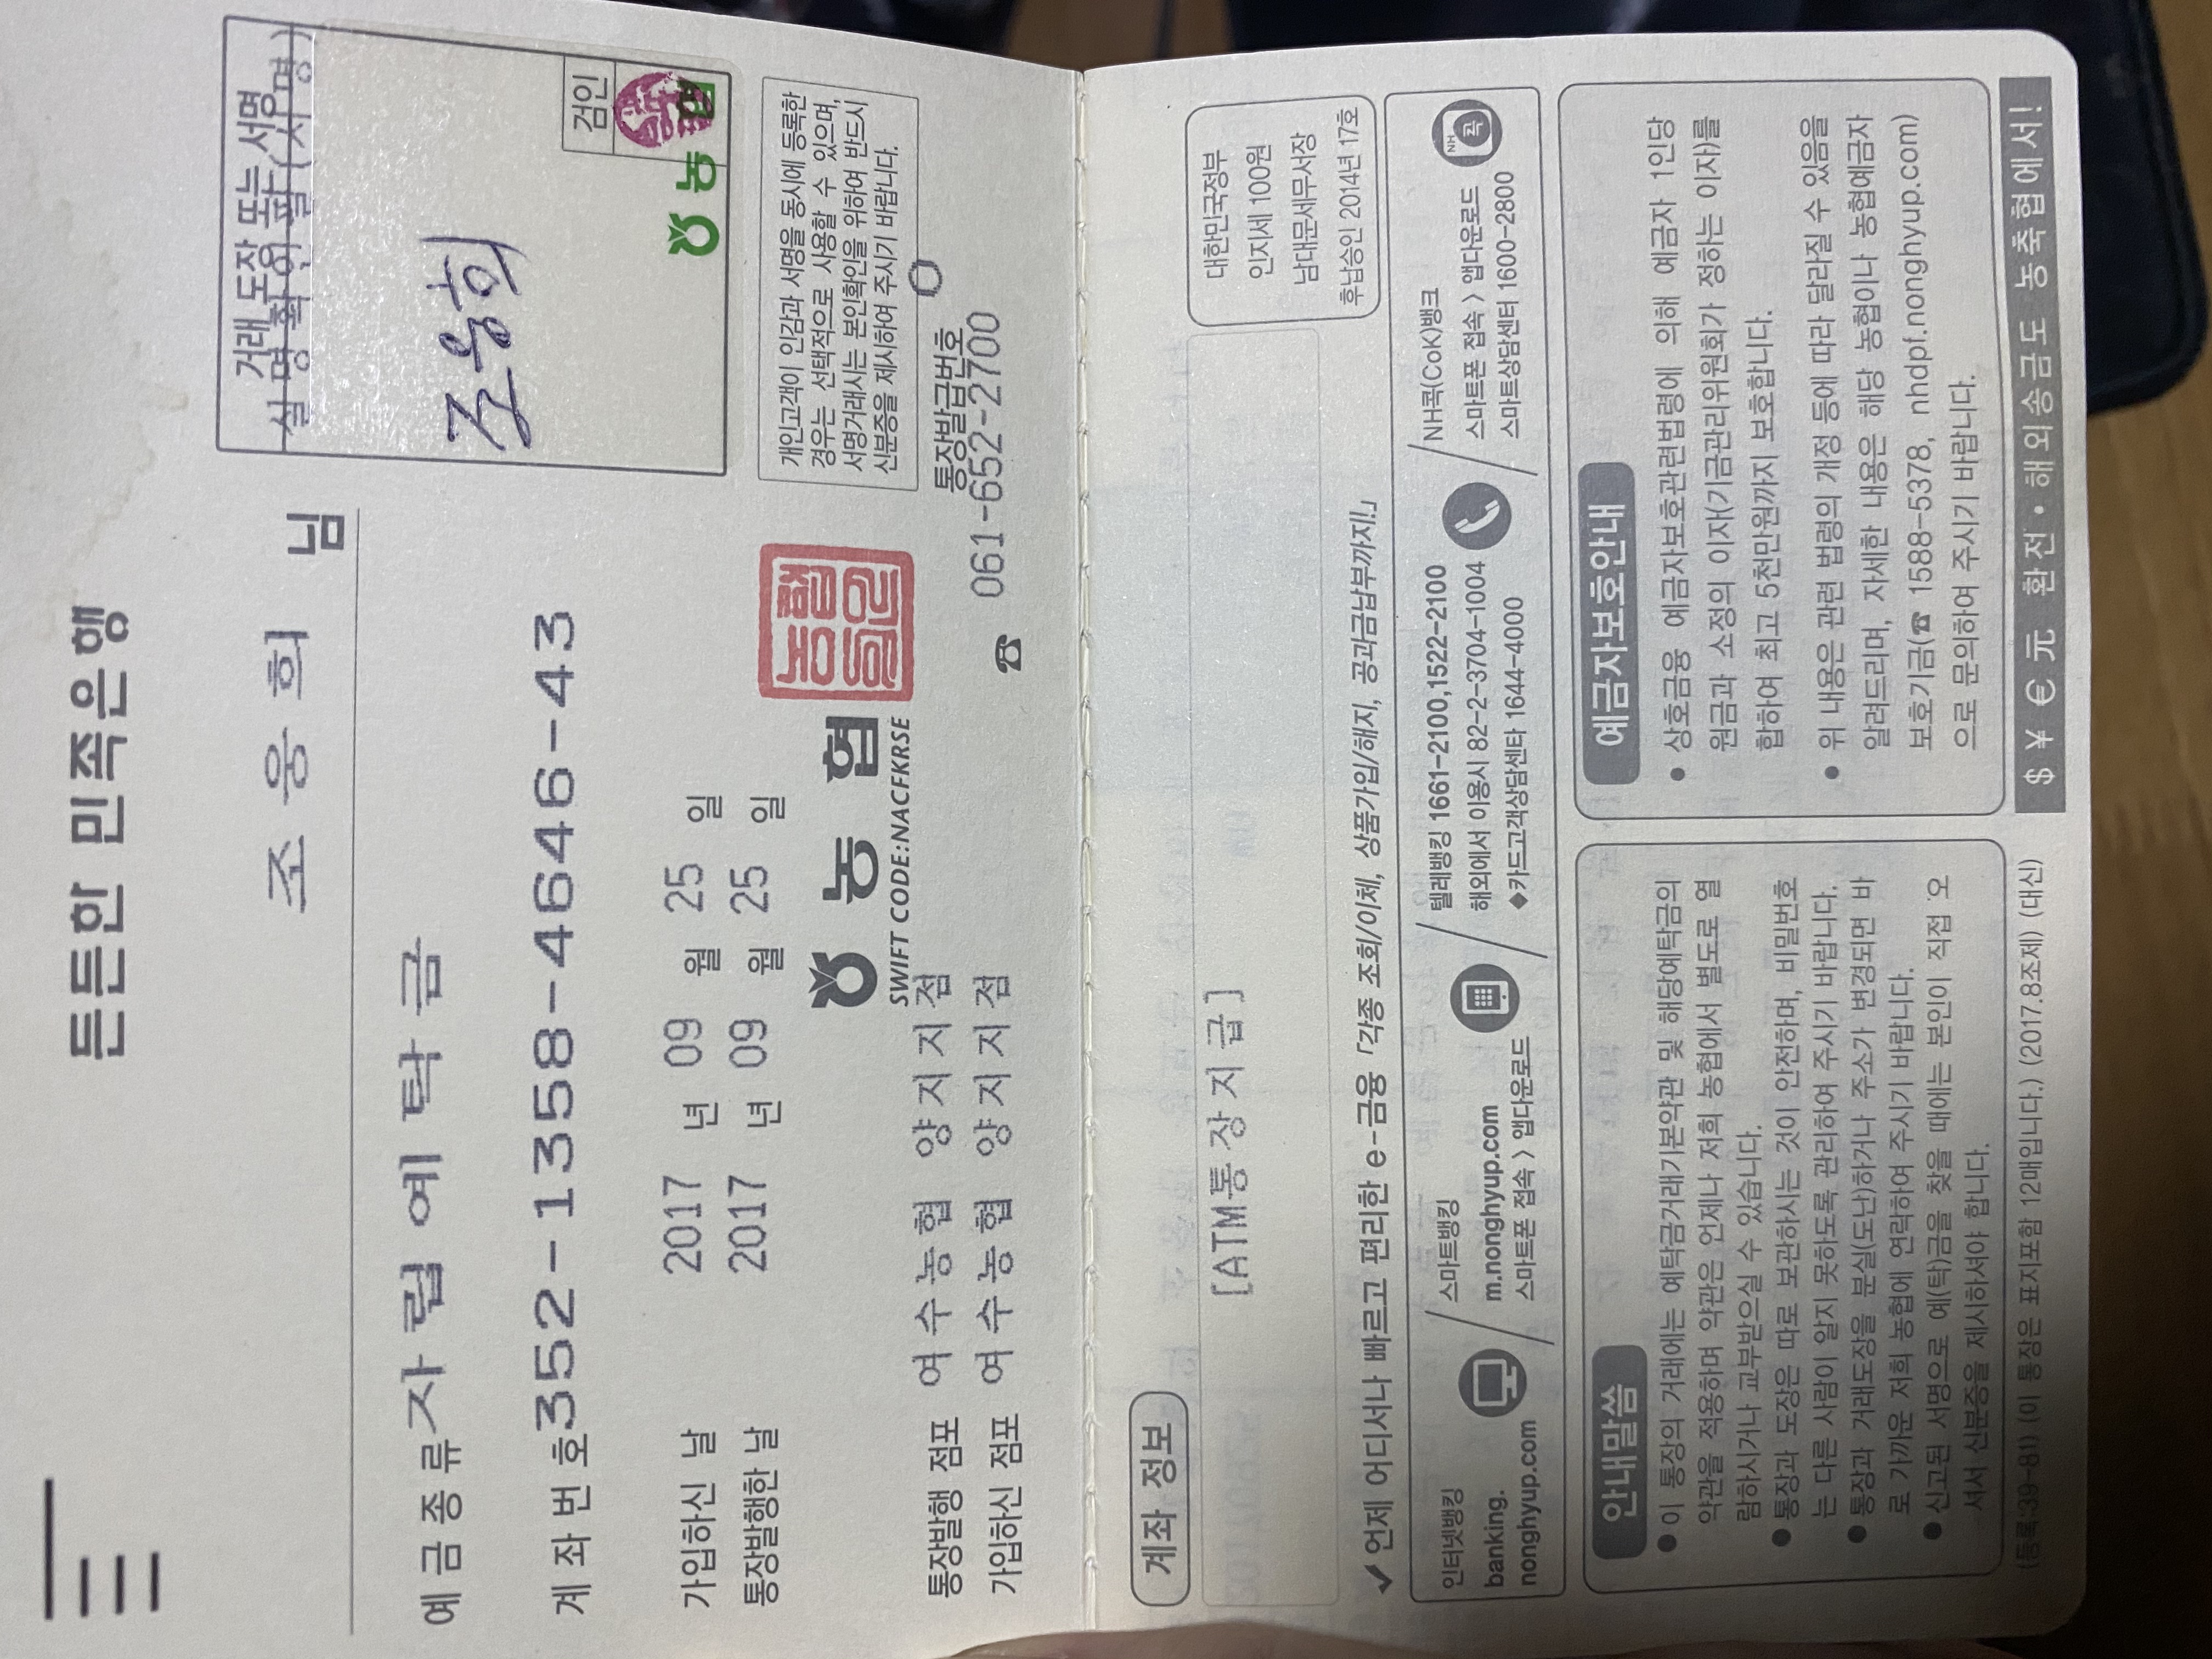 든든한 민족은행
조웅희 님
거래 도장 또는 서명
실명확인필(서명)
조웅희
검인
농협
예금종류 자립예탁금
계좌번호 352-1358-4646-43
가입하신 날 2017 년 09 월 25 일
통장발행한 날 2017 년 09 월 25 일
농협
SWIFT CODE:NACFKRSE
개인고객이 인감과 서명을 동시에 등록한
경우는 선택적으로 사용할 수 있으며,
서명거래시는 본인확인을 위하여 반드시
신분증을 제시하여 주시기 바랍니다.
통장발행 점포 여수농협 양지지점
통장발급번호
가입하신 점포 여수농협 양지지점
☎ 061-652-2700
계좌 정보
[ATM통장지급]
대한민국정부
인지세 100원
남대문세무서장
후납승인 2014년 17호
✓언제 어디서나 빠르고 편리한 e-금융 「각종 조회/이체, 상품가입/해지, 공과금납부까지!」
인터넷뱅킹
banking.
nonghyup.com
스마트뱅킹
m.nonghyup.com
스마트폰 접속 > 앱다운로드
텔레뱅킹 1661-2100,1522-2100
해외에서 이용시 82-2-3704-1004
◆카드고객상담센타 1644-4000
NH콕(CoK)뱅크
스마트폰 접속 > 앱다운로드
스마트상담센터 1600-2800
NH
콕
안내말씀
● 이 통장의 거래에는 예탁금거래기본약관 및 해당예탁금의
약관을 적용하며 약관은 언제나 저희 농협에서 별도로 열
람하시거나 교부받으실 수 있습니다.
● 통장과 도장은 따로 보관하시는 것이 안전하며, 비밀번호
는 다른 사람이 알지 못하도록 관리하여 주시기 바랍니다.
● 통장과 거래도장을 분실(도난)하거나 주소가 변경되면 바
로 가까운 저희 농협에 연락하여 주시기 바랍니다.
● 신고된 서명으로 예(탁)금을 찾을 때에는 본인이 직접 오
셔서 신분증을 제시하셔야 합니다.
예금자보호안내
● 상호금융 예금자보호관련법령에 의해 예금자 1인당
원금과 소정의 이자(기금관리위원회가 정하는 이자)를
합하여 최고 5천만원까지 보호합니다.
● 위 내용은 관련 법령의 개정 등에 따라 달라질 수 있음을
알려드리며, 자세한 내용은 해당 농협이나 농협예금자
보호기금(☎ 1588-5378, nhdpf.nonghyup.com)
으로 문의하여 주시기 바랍니다.
(등록:39-81) (이 통장은 표지포함 12매입니다.) (2017.8조제) (대신)
$ ¥ € 元 환전·해외송금도 농축협에서!